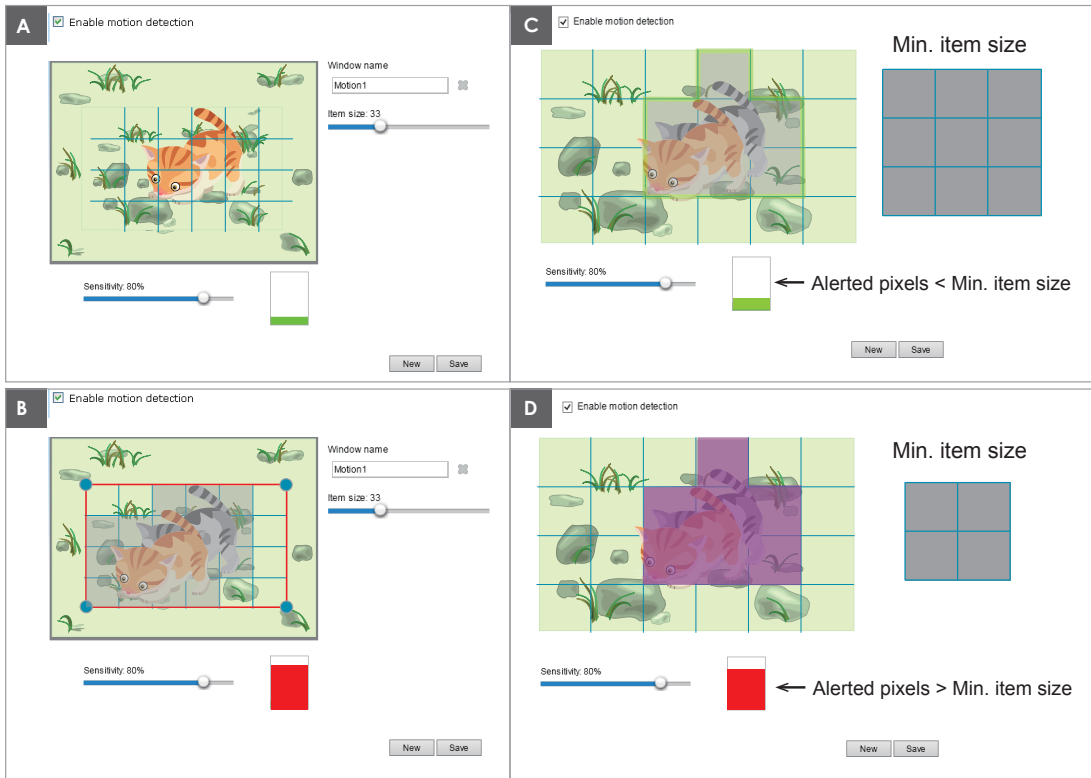 A
Enable motion detection
Window name
Motion1
Item size: 33
Sensitivity: 80%
New Save
B
Enable motion detection
Window name
Motion1
Item size: 33
Sensitivity: 80%
New Save
C
Enable motion detection
Min. item size
Sensitivity: 80%
Alerted pixels < Min. item size
New Save
D
Enable motion detection
Min. item size
Sensitivity: 80%
Alerted pixels > Min. item size
New Save